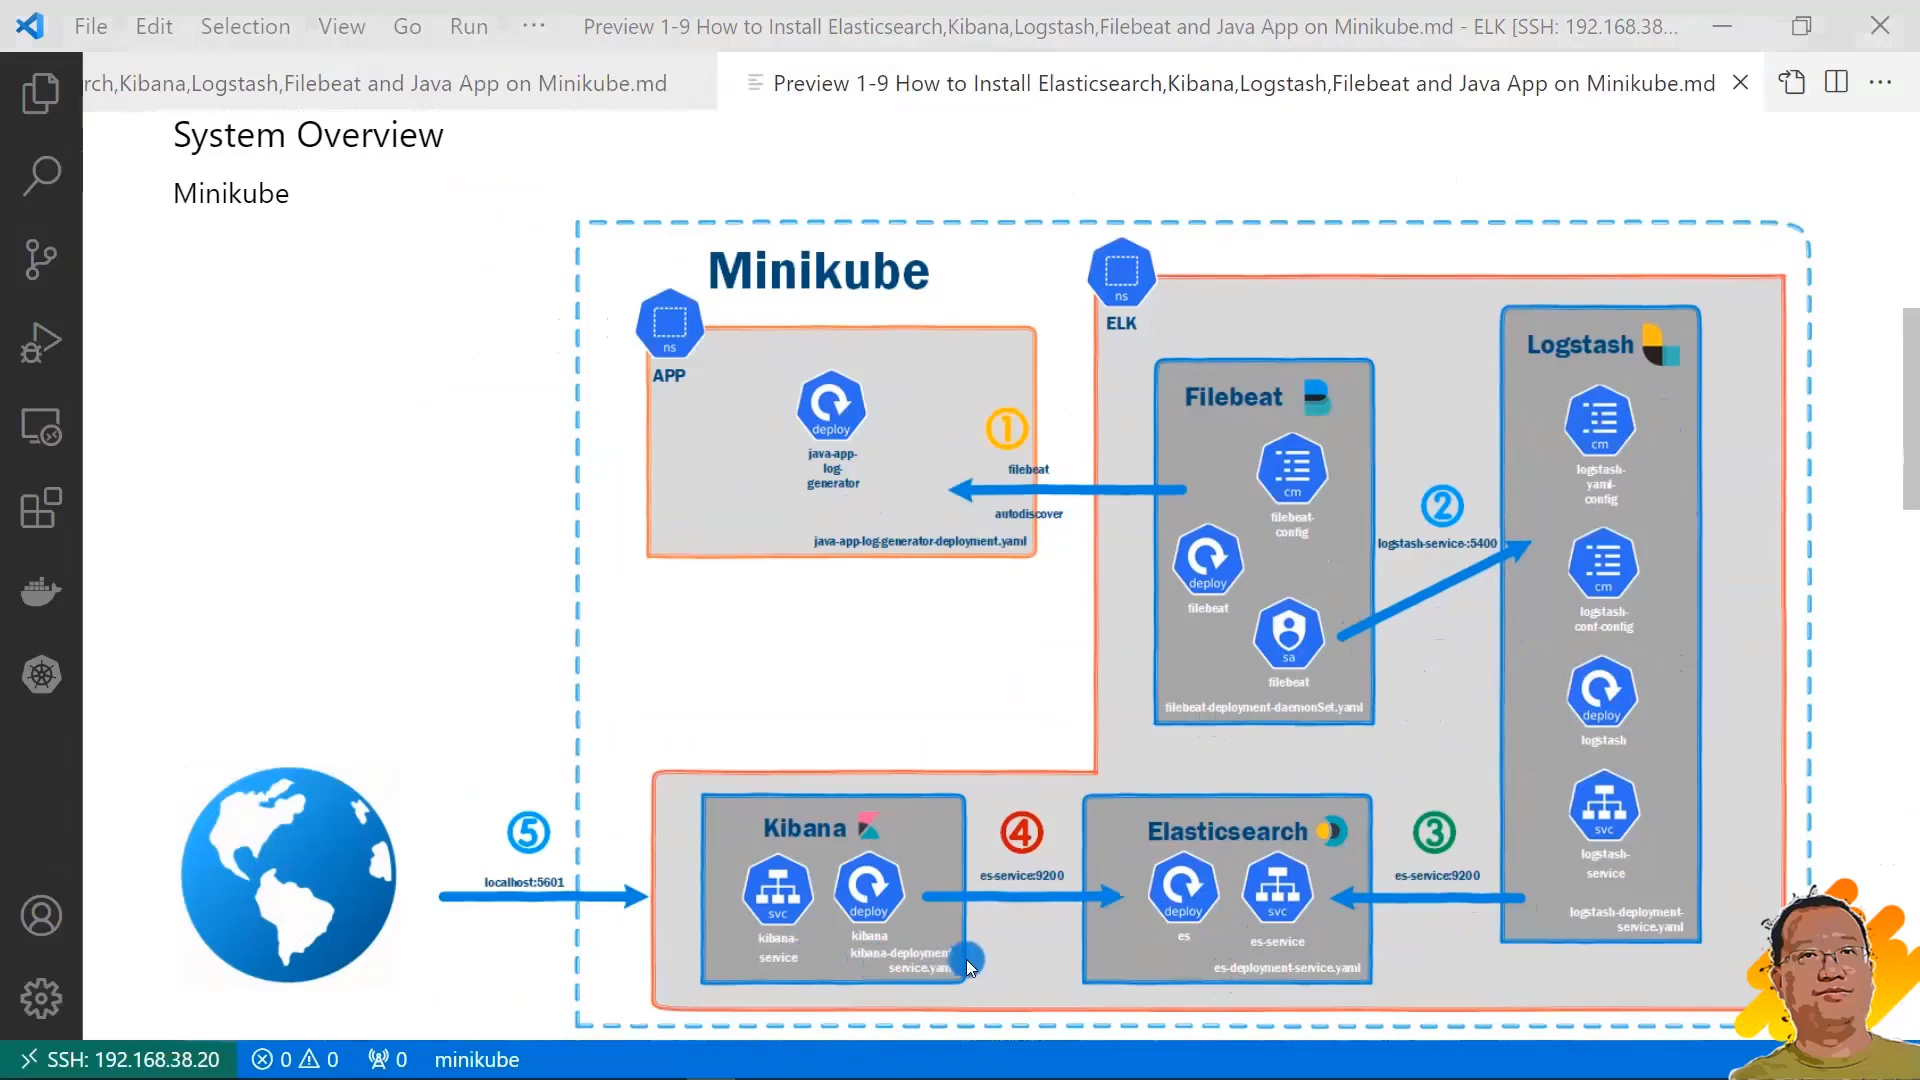 File Edit Selection View Go Run ··· Preview 1-9 How to Install Elasticsearch,Kibana,Logstash,Filebeat and Java App on Minikube.md - ELK [SSH: 192.168.38...
rch,Kibana,Logstash,Filebeat and Java App on Minikube.md
Preview 1-9 How to Install Elasticsearch,Kibana,Logstash,Filebeat and Java App on Minikube.md
System Overview
Minikube
Minikube
ns
APP
deploy
java-app-
log-
generator
java-app-log-generator-deployment.yaml
1
filebeat
autodiscover
ns
ELK
Filebeat
cm
filebeat-
config
deploy
filebeat
sa
filebeat
filebeat-deployment-daemonSet.yaml
2
logstash-service-:5400
Logstash
cm
logstash-
yaml-
config
cm
logstash-
conf-config
deploy
logstash
svc
logstash-
service
logstash-deployment-
service.yaml
5
localhost:5601
Kibana
svc
kibana-
service
deploy
kibana
kibana-deployment
service.yam
4
es-service:9200
Elasticsearch
deploy
es
svc
es-service
es-deployment-service.yaml
3
es-service:9200
SSH: 192.168.38.20 0 0 0 minikube